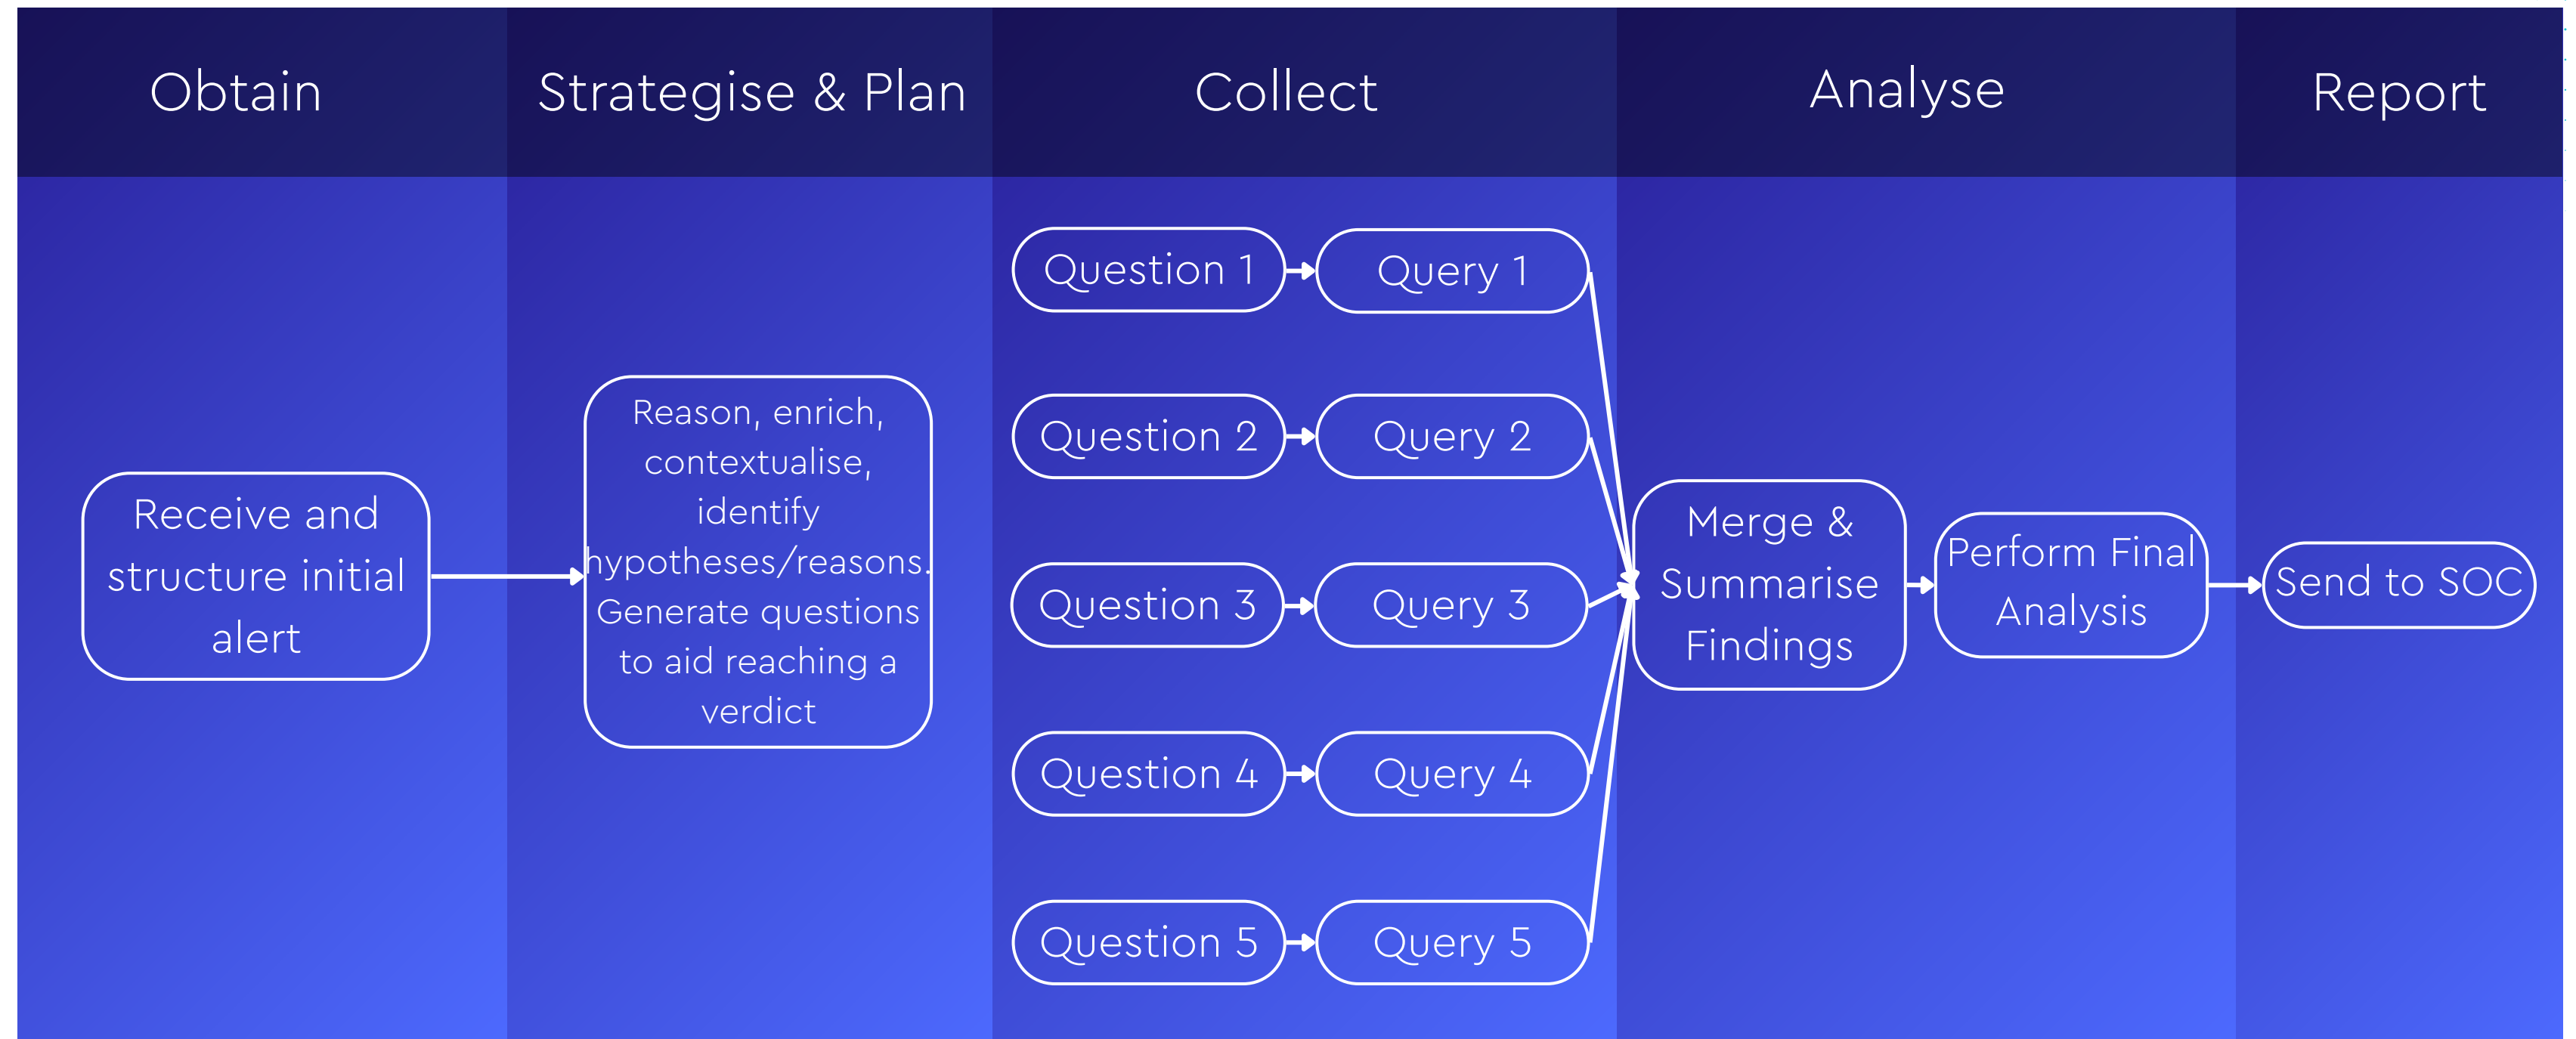 Obtain
Strategise & Plan
Collect
Analyse
Report
Receive and
structure initial
alert
Reason, enrich,
contextualise,
identify
hypotheses/reasons.
Generate questions
to aid reaching a
verdict
Question 1
Query 1
Question 2
Query 2
Question 3
Query 3
Question 4
Query 4
Question 5
Query 5
Merge &
Summarise
Findings
Perform Final
Analysis
Send to SOC